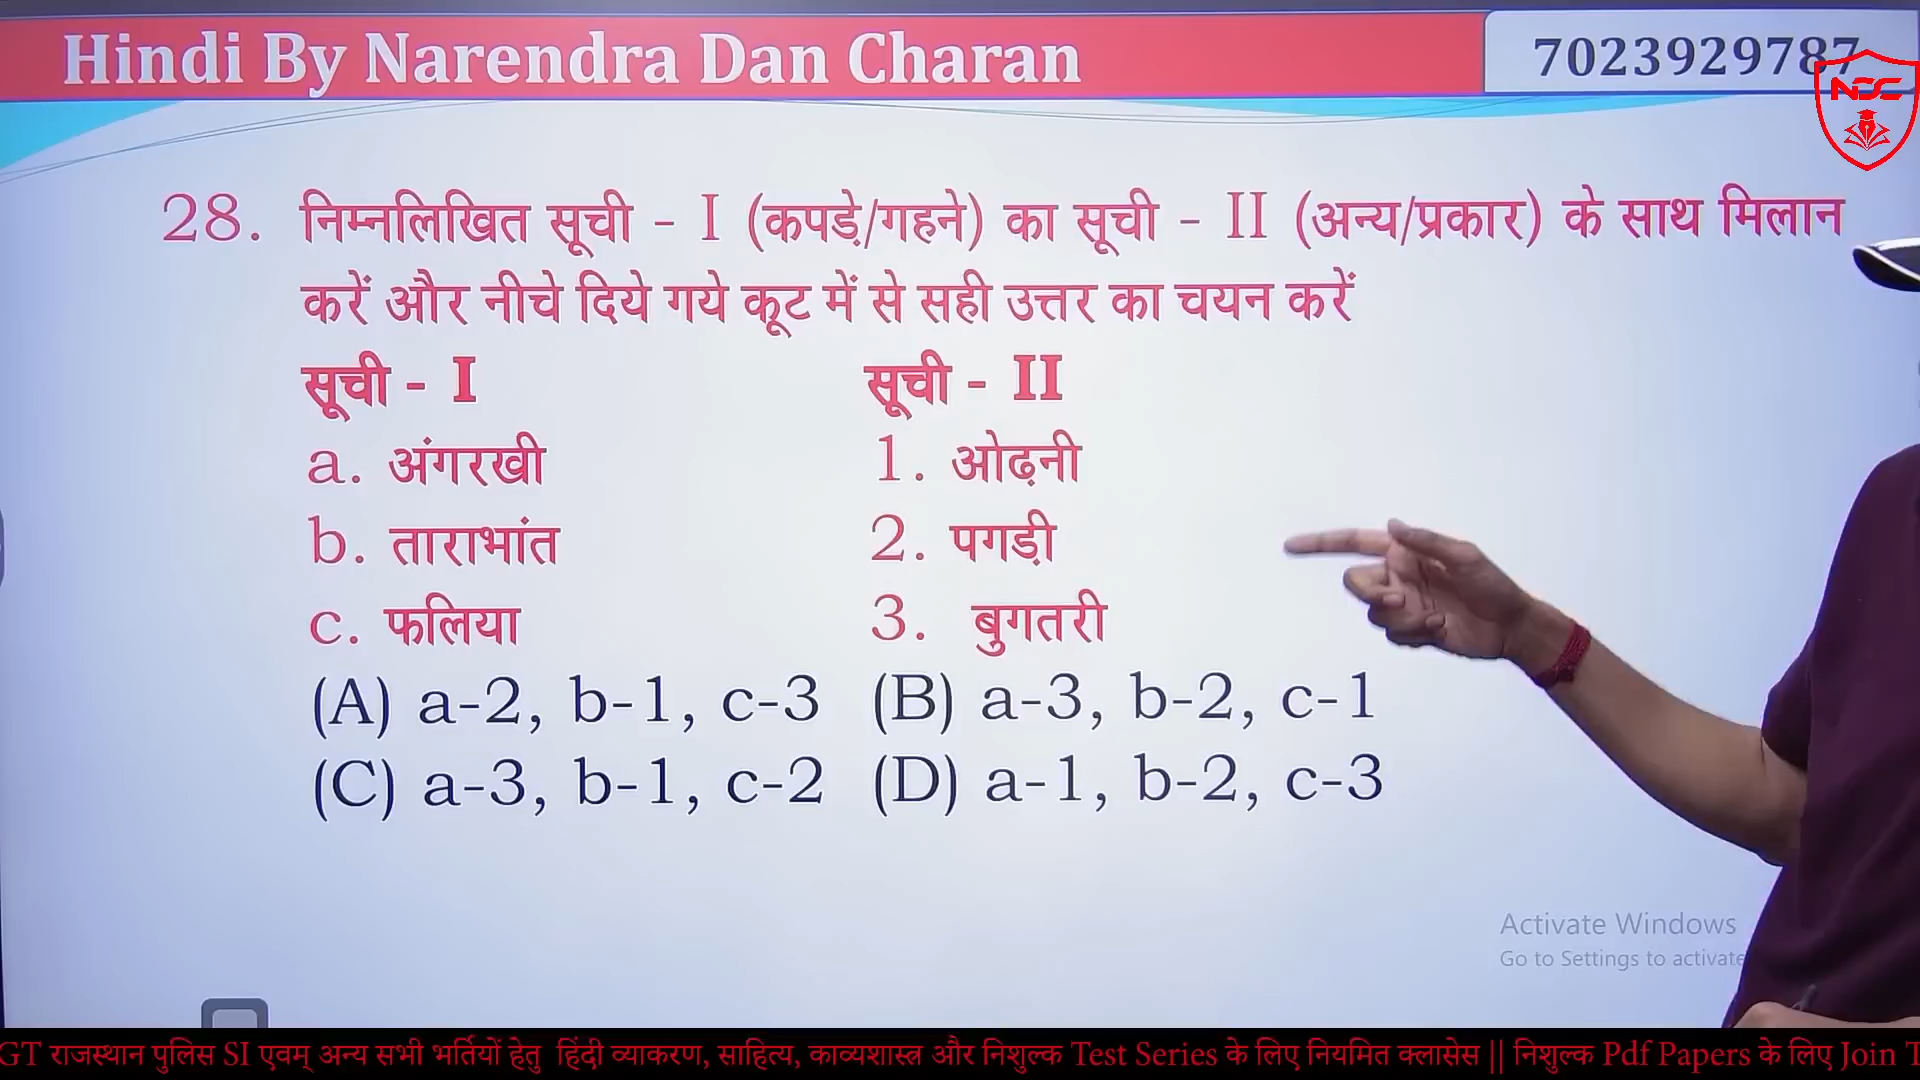 Hindi By Narendra Dan Charan
7023929787
NSC
28. निम्नलिखित सूची - I (कपड़े/गहने) का सूची - II (अन्य/प्रकार) के साथ मिलान
करें और नीचे दिये गये कूट में से सही उत्तर का चयन करें
सूची - I सूची - II
a. अंगरखी 1. ओढ़नी
b. ताराभांत 2. पगड़ी
c. फलिया 3. बुगतरी
(A) a-2, b-1, c-3 (B) a-3, b-2, c-1
(C) a-3, b-1, c-2 (D) a-1, b-2, c-3
Activate Windows
Go to Settings to activate
GT राजस्थान पुलिस SI एवम् अन्य सभी भर्तियों हेतु हिंदी व्याकरण, साहित्य, काव्यशास्त्र और निशुल्क Test Series के लिए नियमित क्लासेस || निशुल्क Pdf Papers के लिए Join T